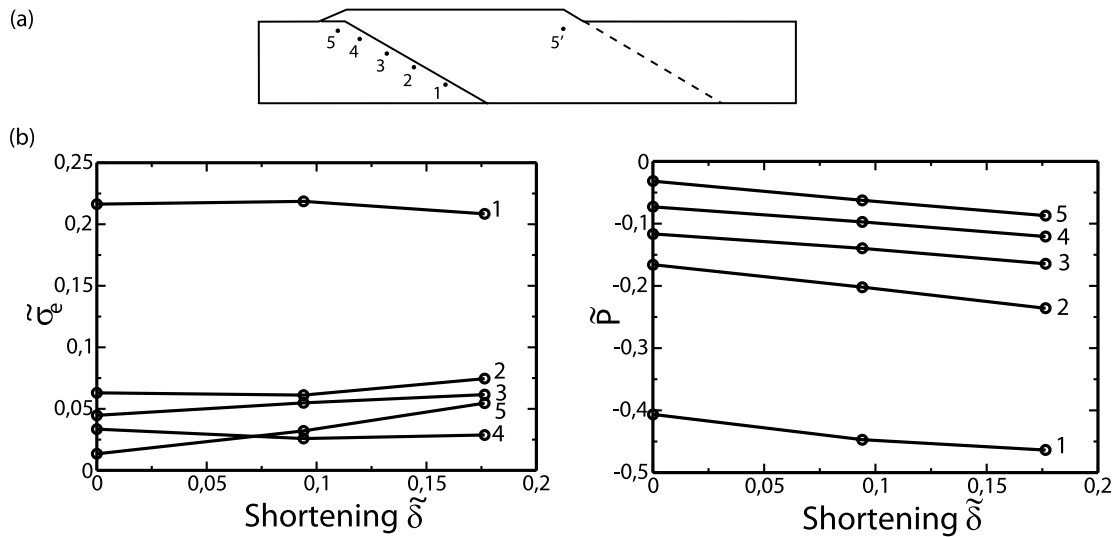 (a)
5 4 3 2 1 5′
(b)
0,25
0,2
0,15
0,1
0,05
0
σ̃e
1
2
3
5
4
0 0,05 0,1 0,15 0,2
Shortening δ̃
0
-0,1
-0,2
-0,3
-0,4
-0,5
P̃
5
4
3
2
1
0 0,05 0,1 0,15 0,2
Shortening δ̃